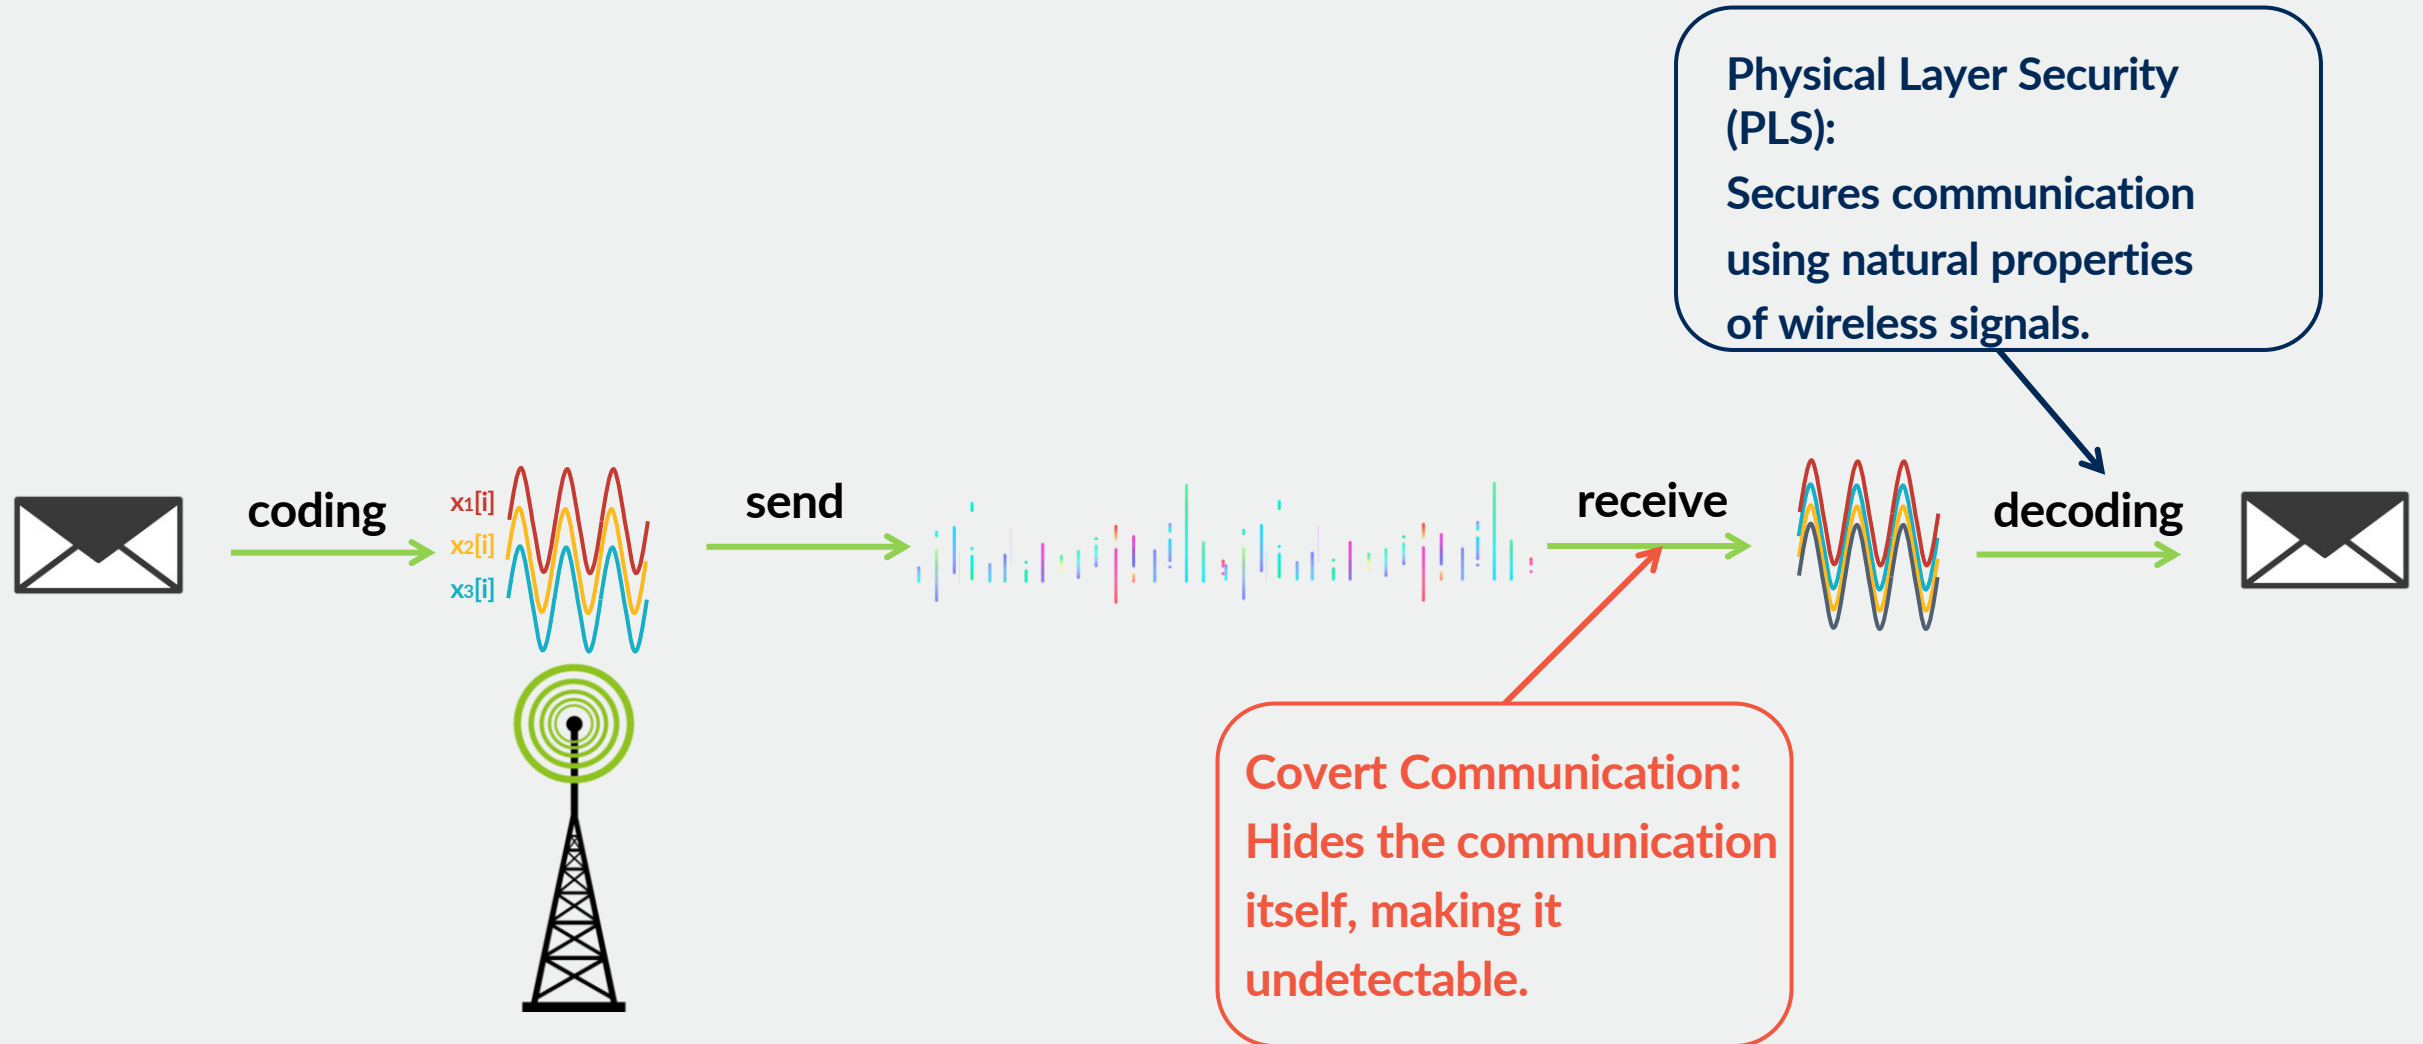 Physical Layer Security
(PLS):
Secures communication
using natural properties
of wireless signals.
coding
x1[i]
x2[i]
x3[i]
send
receive
decoding
Covert Communication:
Hides the communication
itself, making it
undetectable.